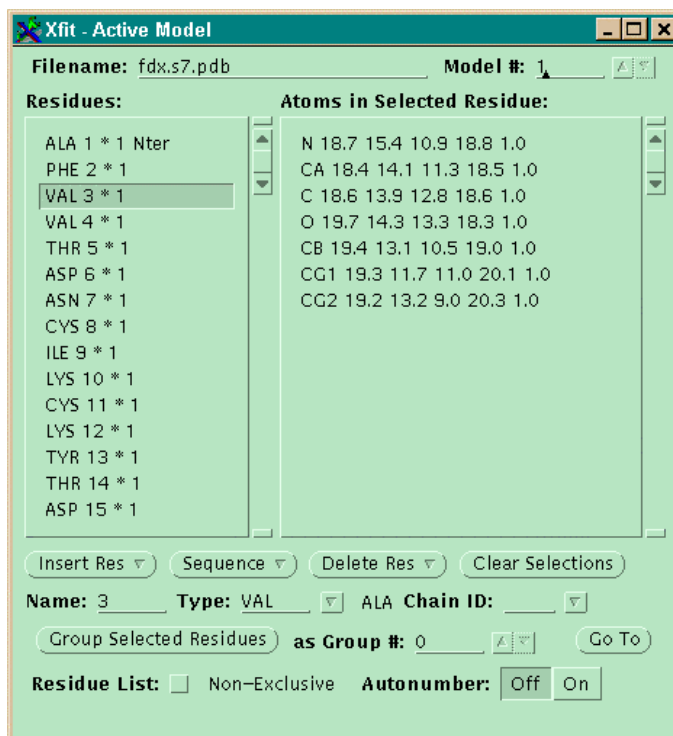 Xfit - Active Model
Filename: fdx.s7.pdb Model #: 1
Residues:
ALA 1 * 1 Nter
PHE 2 * 1
VAL 3 * 1
VAL 4 * 1
THR 5 * 1
ASP 6 * 1
ASN 7 * 1
CYS 8 * 1
ILE 9 * 1
LYS 10 * 1
CYS 11 * 1
LYS 12 * 1
TYR 13 * 1
THR 14 * 1
ASP 15 * 1
Atoms in Selected Residue:
N 18.7 15.4 10.9 18.8 1.0
CA 18.4 14.1 11.3 18.5 1.0
C 18.6 13.9 12.8 18.6 1.0
O 19.7 14.3 13.3 18.3 1.0
CB 19.4 13.1 10.5 19.0 1.0
CG1 19.3 11.7 11.0 20.1 1.0
CG2 19.2 13.2 9.0 20.3 1.0
Insert Res Sequence Delete Res Clear Selections
Name: 3 Type: VAL ALA Chain ID:
Group Selected Residues as Group #: 0 Go To
Residue List: Non-Exclusive Autonumber: Off On